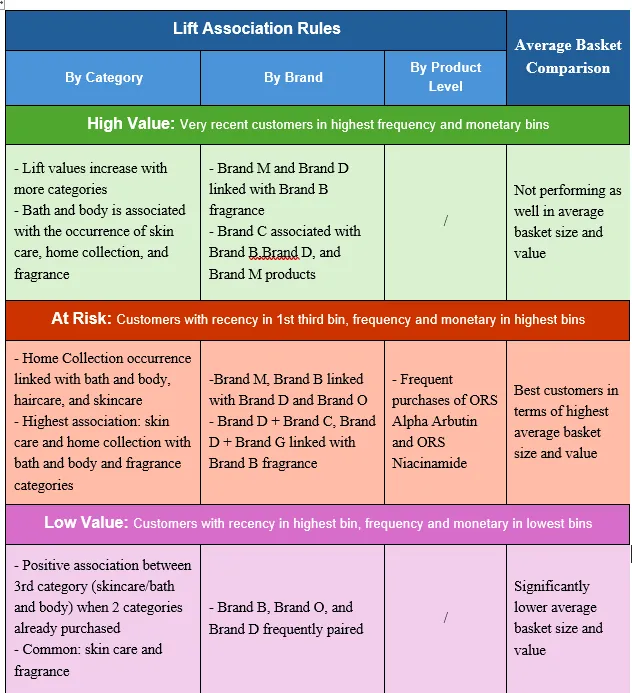 Lift Association Rules
Average Basket
Comparison
By Category
By Brand
By Product
Level
High Value: Very recent customers in highest frequency and monetary bins
- Lift values increase with
more categories
- Bath and body is associated
with the occurrence of skin
care, home collection, and
fragrance
- Brand M and Brand D
linked with Brand B
fragrance
- Brand C associated with
Brand B,Brand D, and
Brand M products
/
Not performing as
well in average
basket size and
value
At Risk: Customers with recency in 1st third bin, frequency and monetary in highest bins
- Home Collection occurrence
linked with bath and body,
haircare, and skincare
- Highest association: skin
care and home collection with
bath and body and fragrance
categories
-Brand M, Brand B linked
with Brand D and Brand O
- Brand D + Brand C, Brand
D + Brand G linked with
Brand B fragrance
- Frequent
purchases of ORS
Alpha Arbutin
and ORS
Niacinamide
Best customers in
terms of highest
average basket
size and value
Low Value: Customers with recency in highest bin, frequency and monetary in lowest bins
- Positive association between
3rd category (skincare/bath
and body) when 2 categories
already purchased
- Common: skin care and
fragrance
- Brand B, Brand O, and
Brand D frequently paired
/
Significantly
lower average
basket size and
value